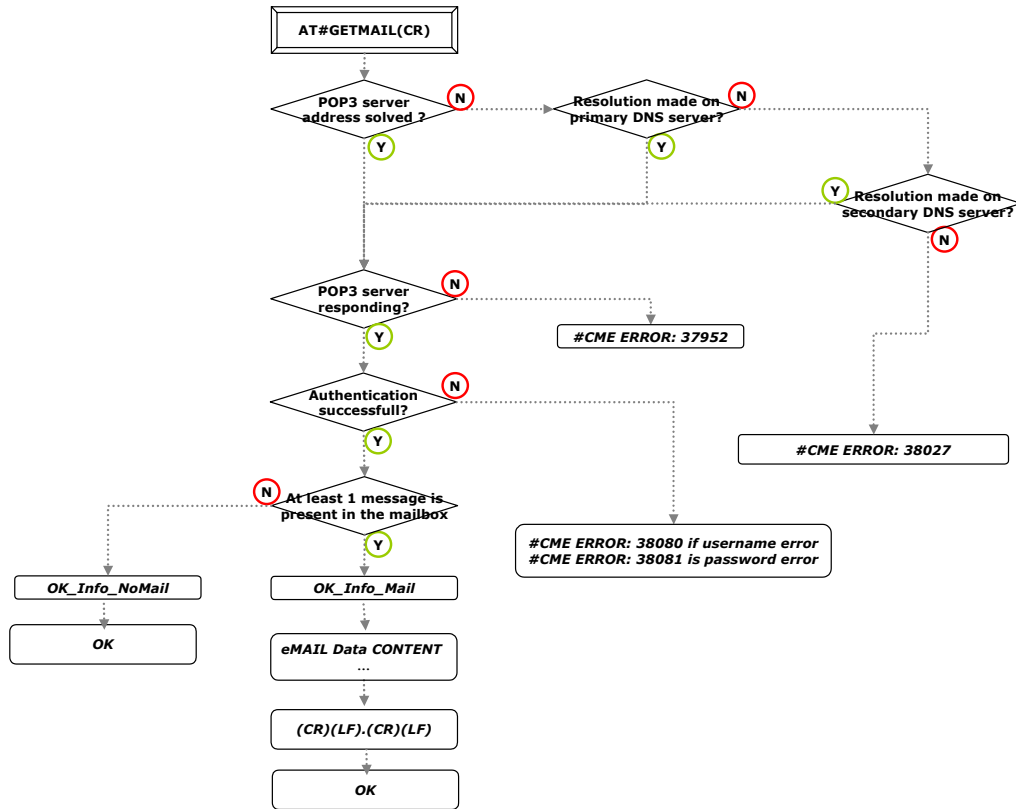 AT#GETMAIL(CR)
POP3 server
address solved ?
N
Resolution made on
primary DNS server?
N
Y
Y
Y
Resolution made on
secondary DNS server?
N
POP3 server
responding?
N
#CME ERROR: 37952
Y
Authentication
successfull?
N
Y
#CME ERROR: 38027
N
At least 1 message is
present in the mailbox
Y
#CME ERROR: 38080 if username error
#CME ERROR: 38081 is password error
OK_Info_NoMail
OK_Info_Mail
OK
eMAIL Data CONTENT
...
(CR)(LF).(CR)(LF)
OK